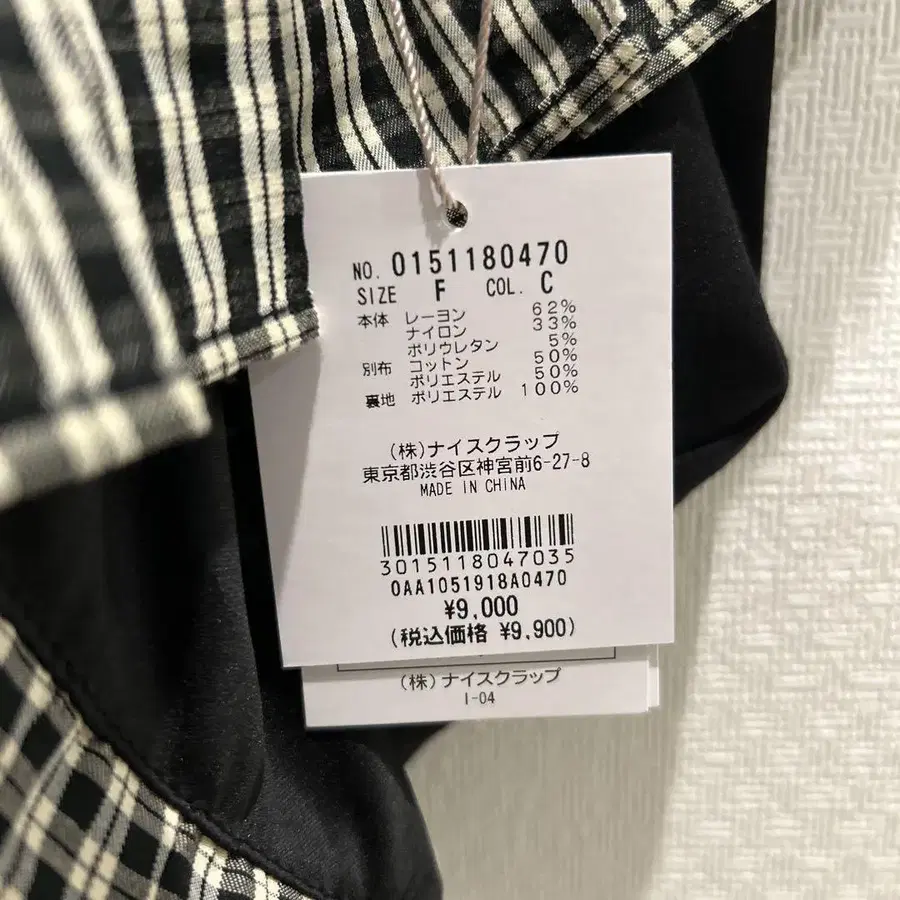 NO. 0151180470
SIZE F COL. C
本体 レーヨン 62%
ナイロン 33%
ポリウレタン 5%
別布 コットン 50%
ポリエステル 50%
裏地 ポリエステル 100%
(株)ナイスクラップ
東京都渋谷区神宮前6-27-8
MADE IN CHINA
3015118047035
0AA1051918A0470
¥9,000
(税込価格 ¥9,900)
(株)ナイスクラップ
I-04